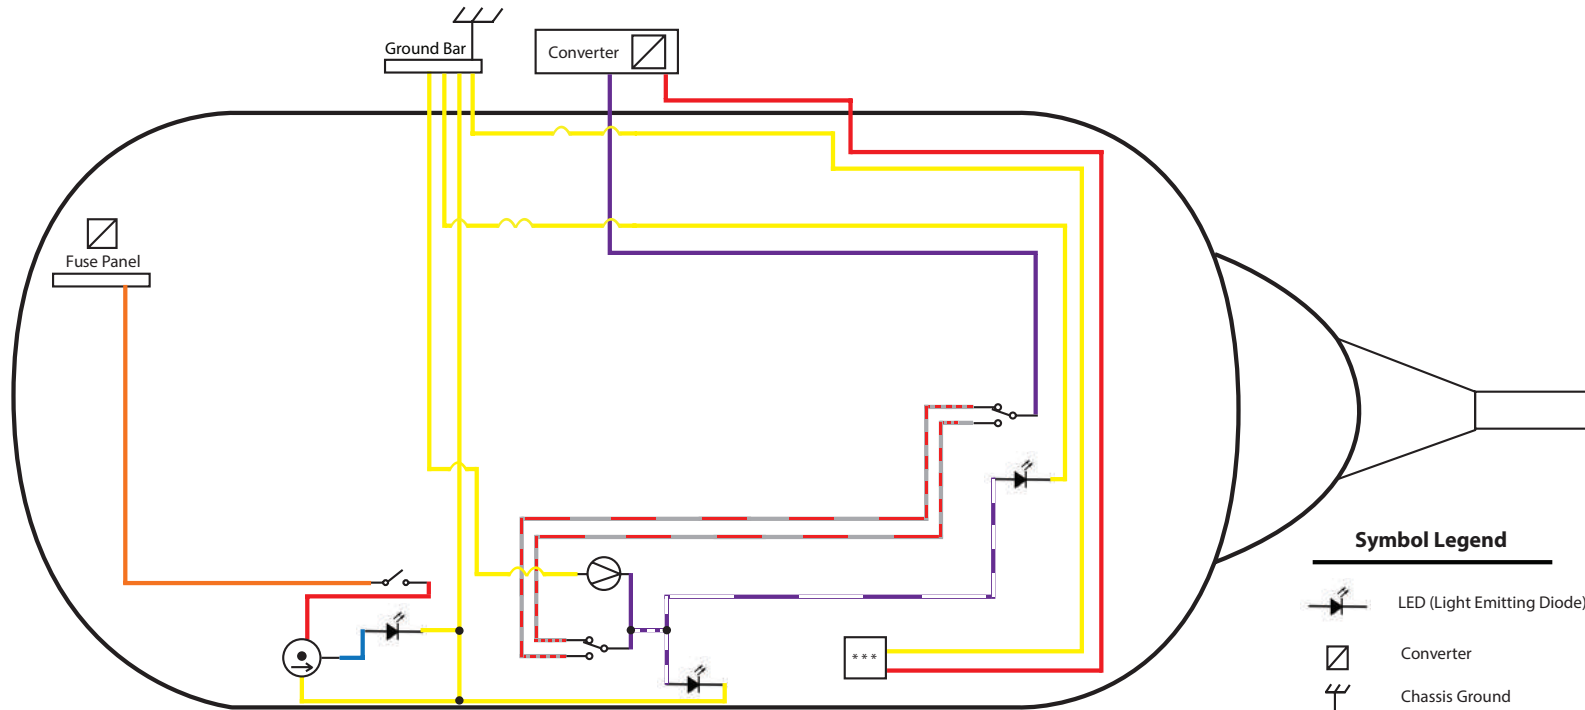 Ground Bar
Converter
Fuse Panel
***
Symbol Legend
LED (Light Emitting Diode)
Converter
Chassis Ground